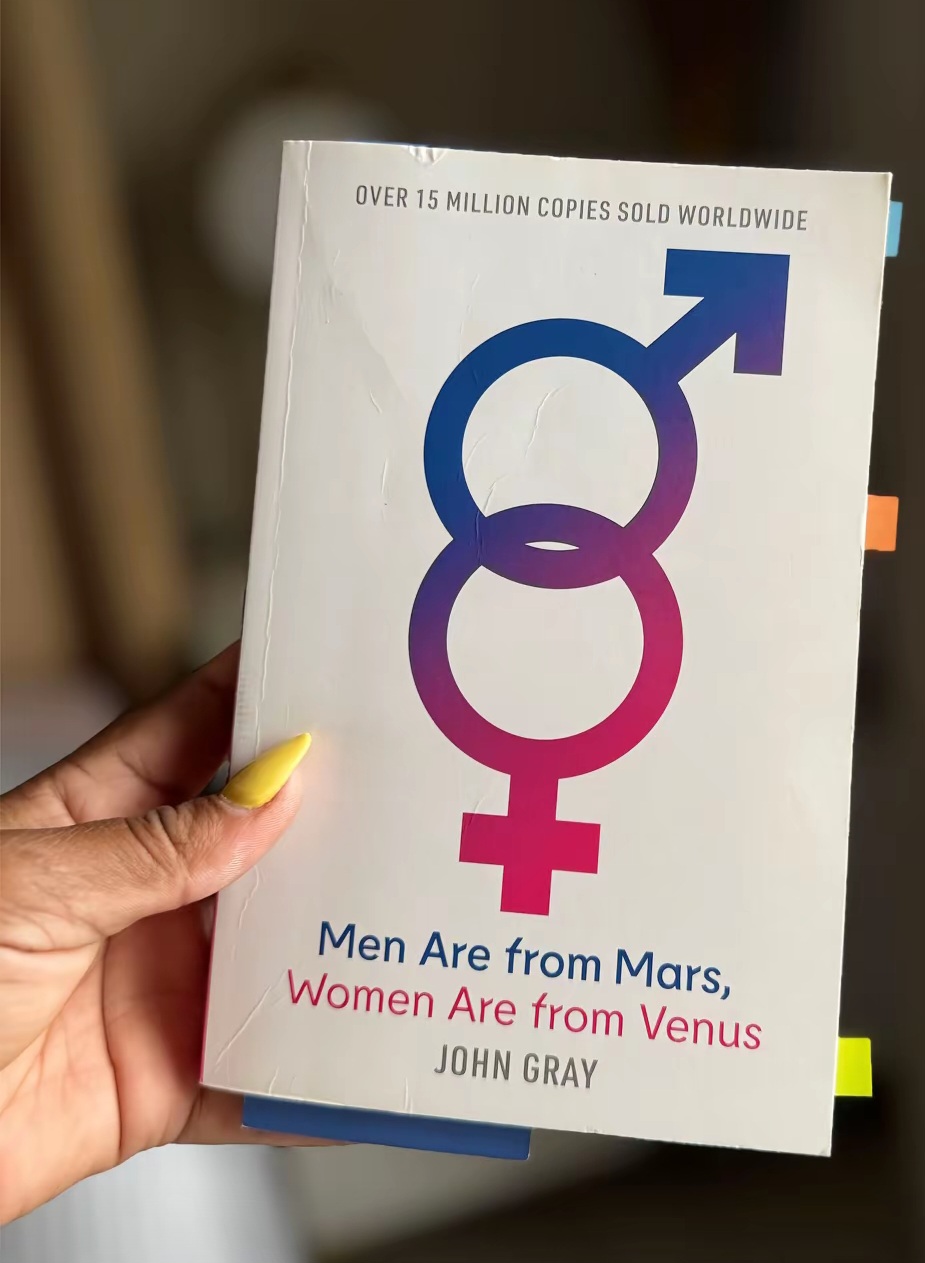 OVER 15 MILLION COPIES SOLD WORLDWIDE
Men Are from Mars,
Women Are from Venus
JOHN GRAY